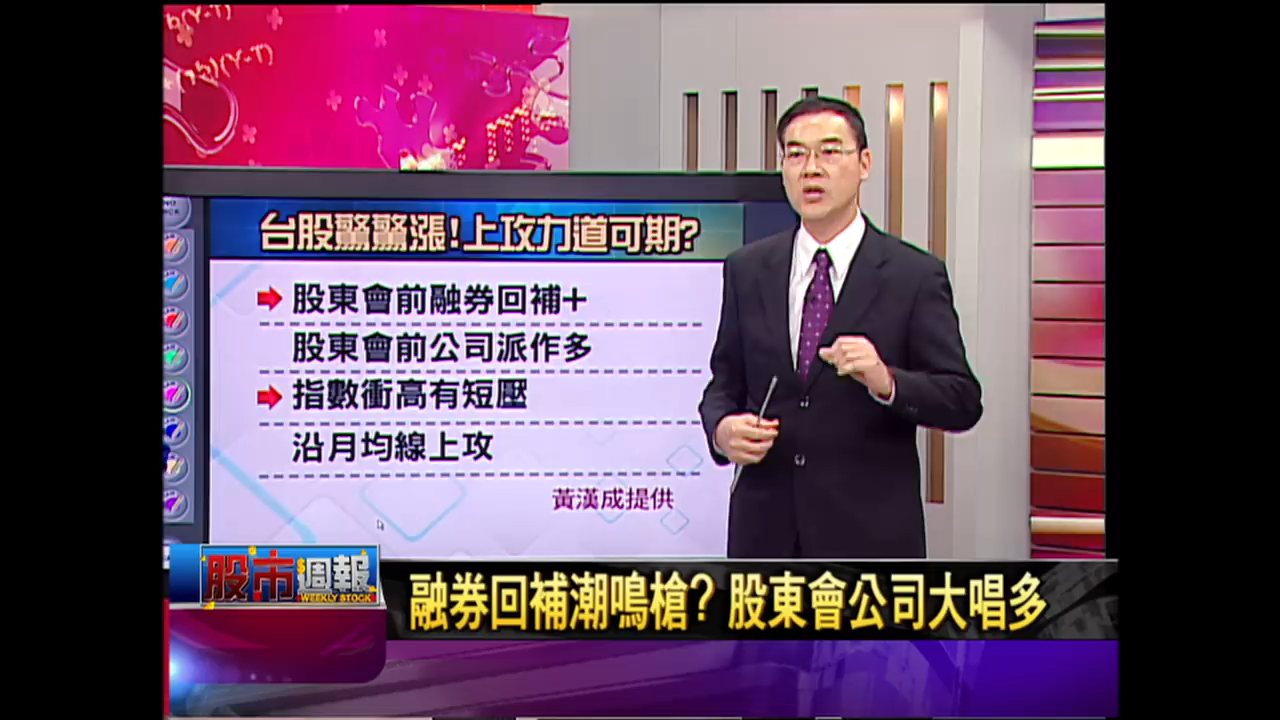 (Y-T)
)(Y-T)
台股驚驚漲!上攻力道可期?
股東會前融券回補+
股東會前公司派作多
指數衝高有短壓
沿月均線上攻
黃漢成提供
股市週報
WEEKLY STOCK
融券回補潮鳴槍? 股東會公司大唱多